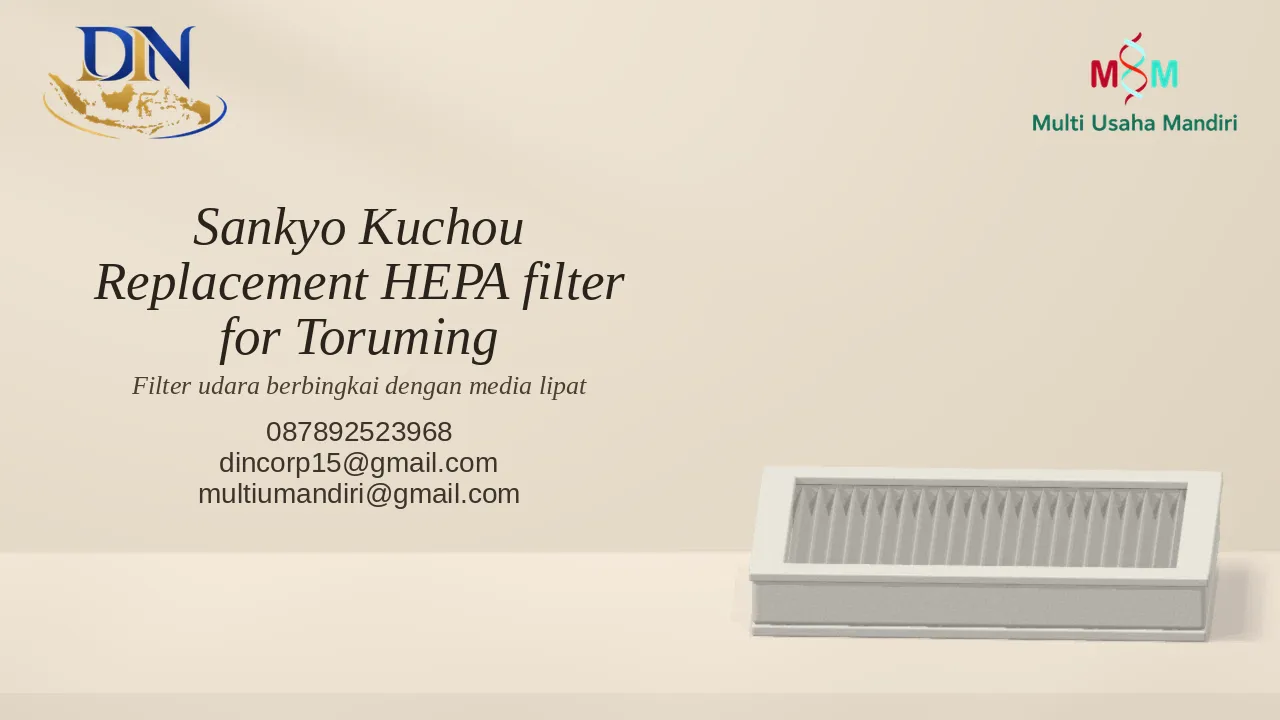 DIN
MSM
Multi Usaha Mandiri
Sankyo Kuchou
Replacement HEPA filter
for Toruming
Filter udara berbingkai dengan media lipat
087892523968
dincorp15@gmail.com
multiumandiri@gmail.com